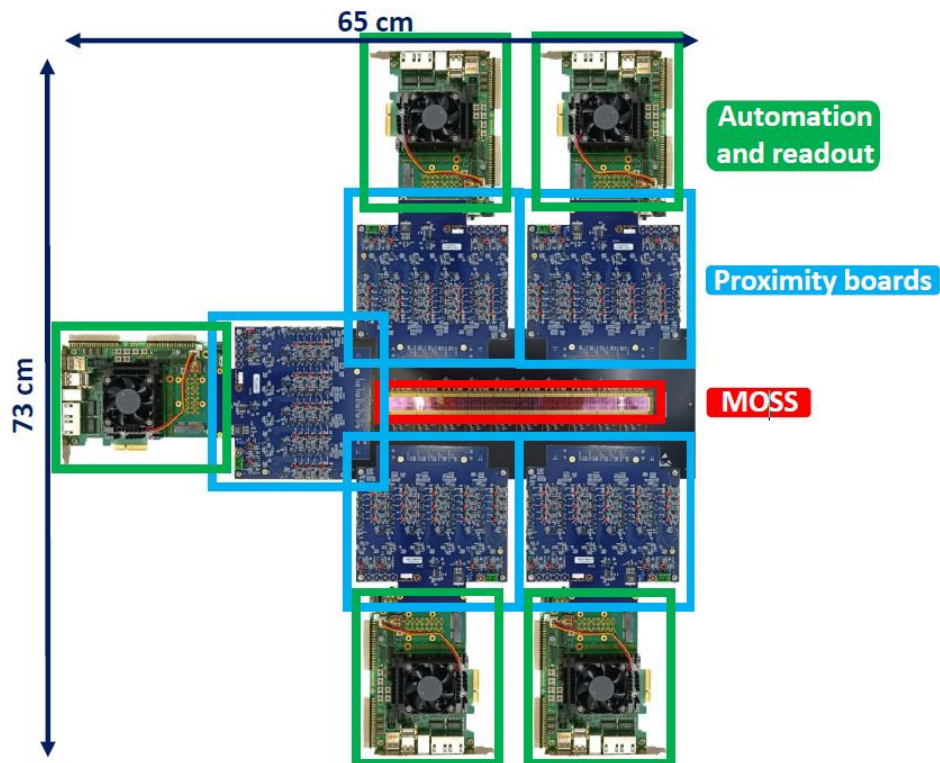 65 cm
73 cm
Automation
and readout
Proximity boards
MOSS